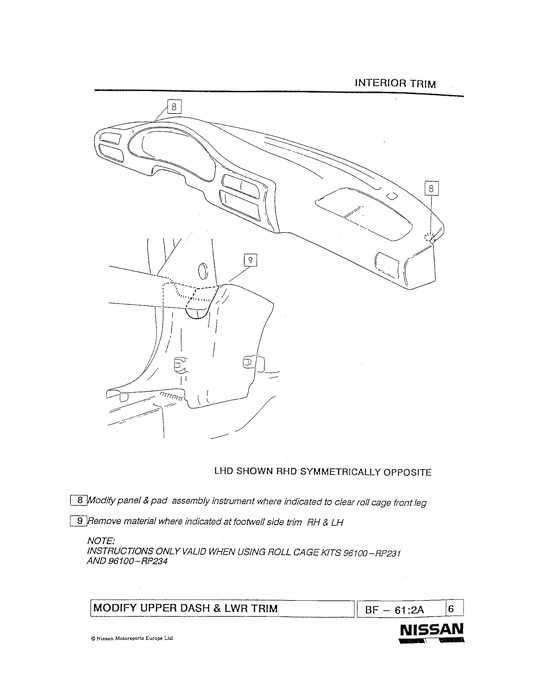 INTERIOR TRIM
8
8
9
LHD SHOWN RHD SYMMETRICALLY OPPOSITE
8 Modify panel & pad assembly instrument where indicated to clear roll cage front leg
9 Remove material where indicated at footwell side trim RH & LH
NOTE:
INSTRUCTIONS ONLY VALID WHEN USING ROLL CAGE KITS 96100-RP231
AND 96100-RP234
MODIFY UPPER DASH & LWR TRIM BF - 61:2A 6
NISSAN
© Nissan Motorsports Europe Ltd